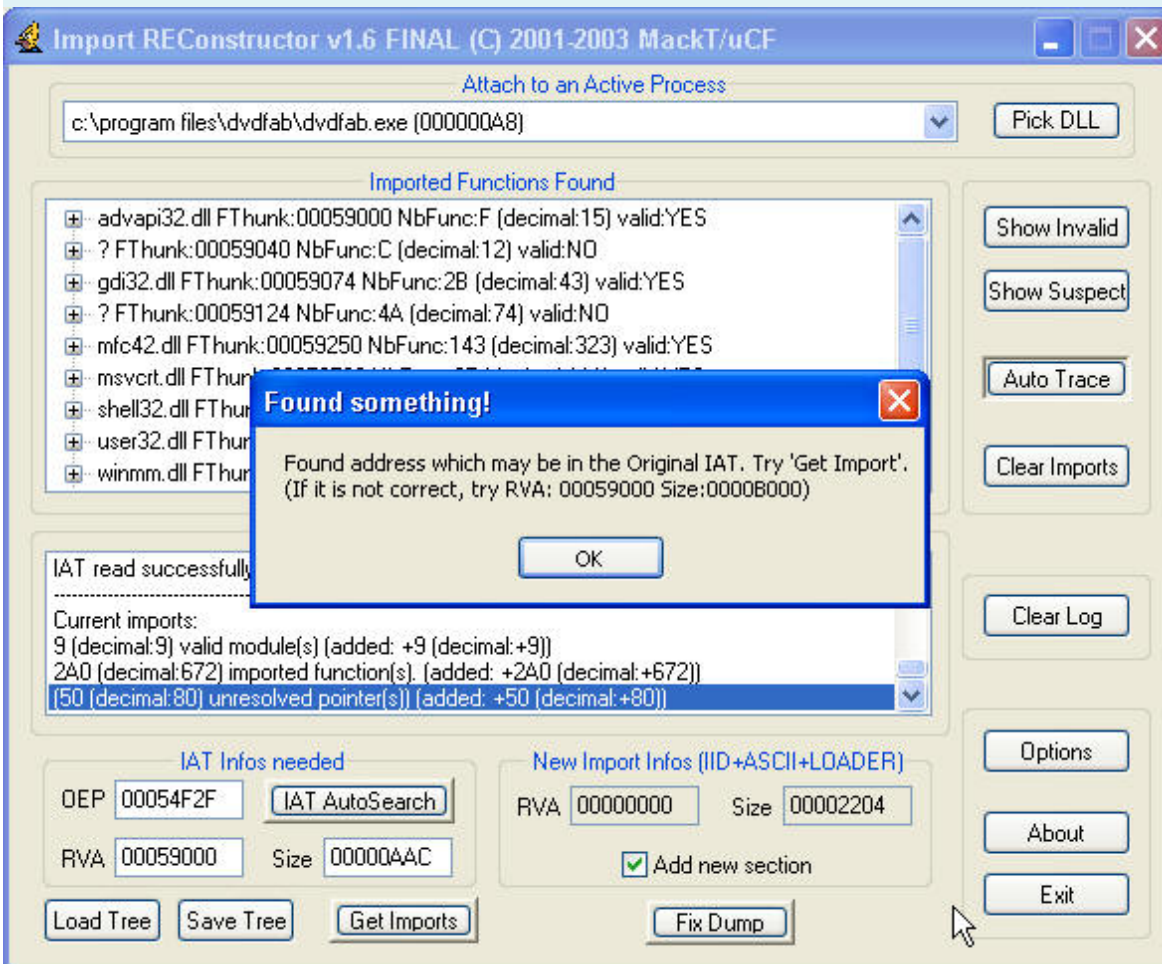 Import REConstructor v1.6 FINAL (C) 2001-2003 MackT/uCF
Attach to an Active Process
c:\program files\dvdfab\dvdfab.exe (000000A8)
Pick DLL
Imported Functions Found
advapi32.dll FThunk:00059000 NbFunc:F (decimal:15) valid:YES
? FThunk:00059040 NbFunc:C (decimal:12) valid:NO
gdi32.dll FThunk:00059074 NbFunc:2B (decimal:43) valid:YES
? FThunk:00059124 NbFunc:4A (decimal:74) valid:NO
mfc42.dll FThunk:00059250 NbFunc:143 (decimal:323) valid:YES
msvcrt.dll
shell32.dll
user32.dll
winmm.dll
Show Invalid
Show Suspect
Auto Trace
Clear Imports
Found something!
Found address which may be in the Original IAT. Try 'Get Import'.
(If it is not correct, try RVA: 00059000 Size:0000B000)
OK
IAT read successfully
Current imports:
9 (decimal:9) valid module(s) (added: +9 (decimal:+9))
2A0 (decimal:672) imported function(s). (added: +2A0 (decimal:+672))
(50 (decimal:80) unresolved pointer(s)) (added: +50 (decimal:+80))
Clear Log
IAT Infos needed
OEP 00054F2F IAT AutoSearch
RVA 00059000 Size 00000AAC
New Import Infos (IID+ASCII+LOADER)
RVA 00000000 Size 00002204
Add new section
Options
About
Exit
Load Tree Save Tree Get Imports Fix Dump